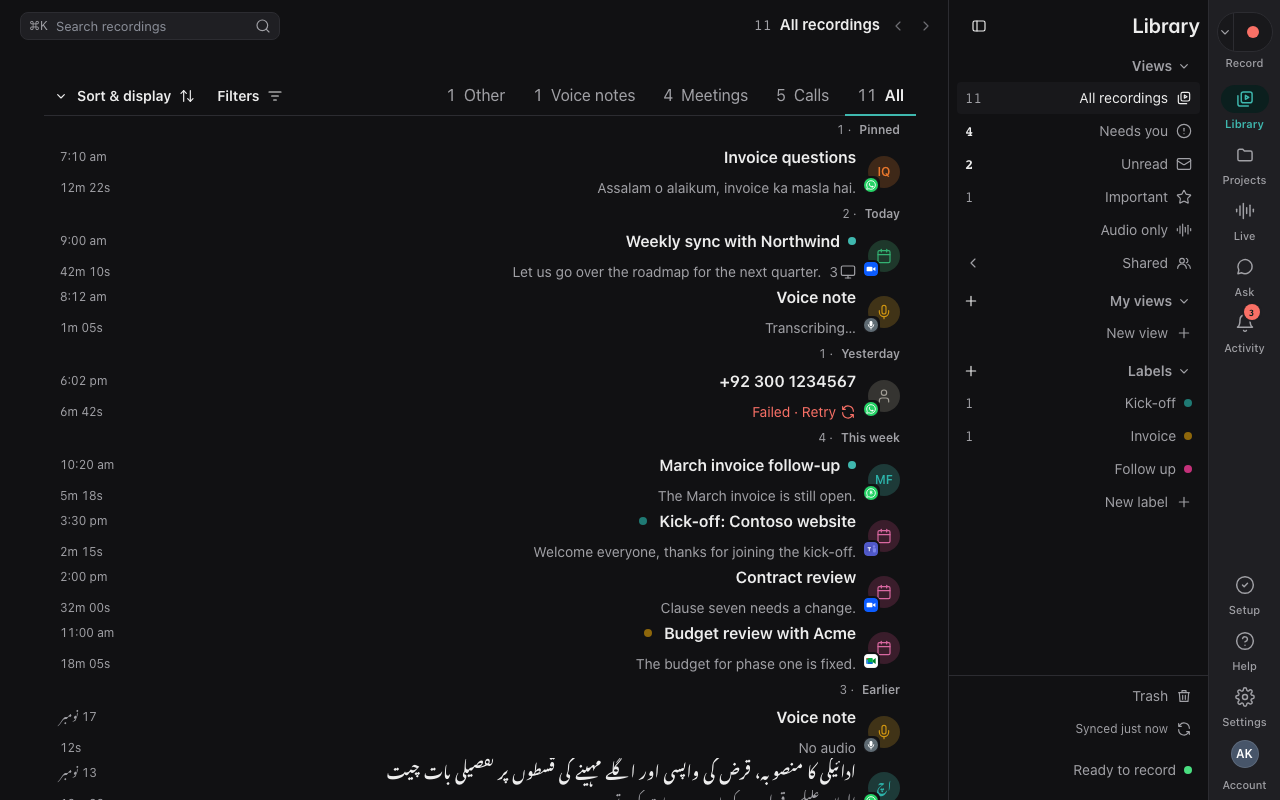 Library
Record
Library
Projects
Live
Ask
3
Activity
Setup
Help
Settings
AK
Account
Views
All recordings 11
Needs you 4
Unread 2
Important 1
Audio only
Shared
My views
New view
Labels
Kick-off 1
Invoice 1
Follow up
New label
Trash
Synced just now
Ready to record
11 All recordings
⌘K Search recordings
11 All
5 Calls
4 Meetings
1 Voice notes
1 Other
Filters
Sort & display
1 · Pinned
IQ
Invoice questions
7:10 am
Assalam o alaikum, invoice ka masla hai.
12m 22s
2 · Today
Weekly sync with Northwind
9:00 am
Let us go over the roadmap for the next quarter. 3
42m 10s
Voice note
8:12 am
Transcribing...
1m 05s
1 · Yesterday
+92 300 1234567
6:02 pm
Failed · Retry
6m 42s
4 · This week
MF
March invoice follow-up
10:20 am
The March invoice is still open.
5m 18s
Kick-off: Contoso website
3:30 pm
Welcome everyone, thanks for joining the kick-off.
2m 15s
Contract review
2:00 pm
Clause seven needs a change.
32m 00s
Budget review with Acme
11:00 am
The budget for phase one is fixed.
18m 05s
3 · Earlier
Voice note
17 نومبر
No audio
12s
اچ
ادائیگی کا منصوبہ، قرض کی واپسی اور اگلے مہینے کی قسطوں پر تفصیلی بات چیت
13 نومبر